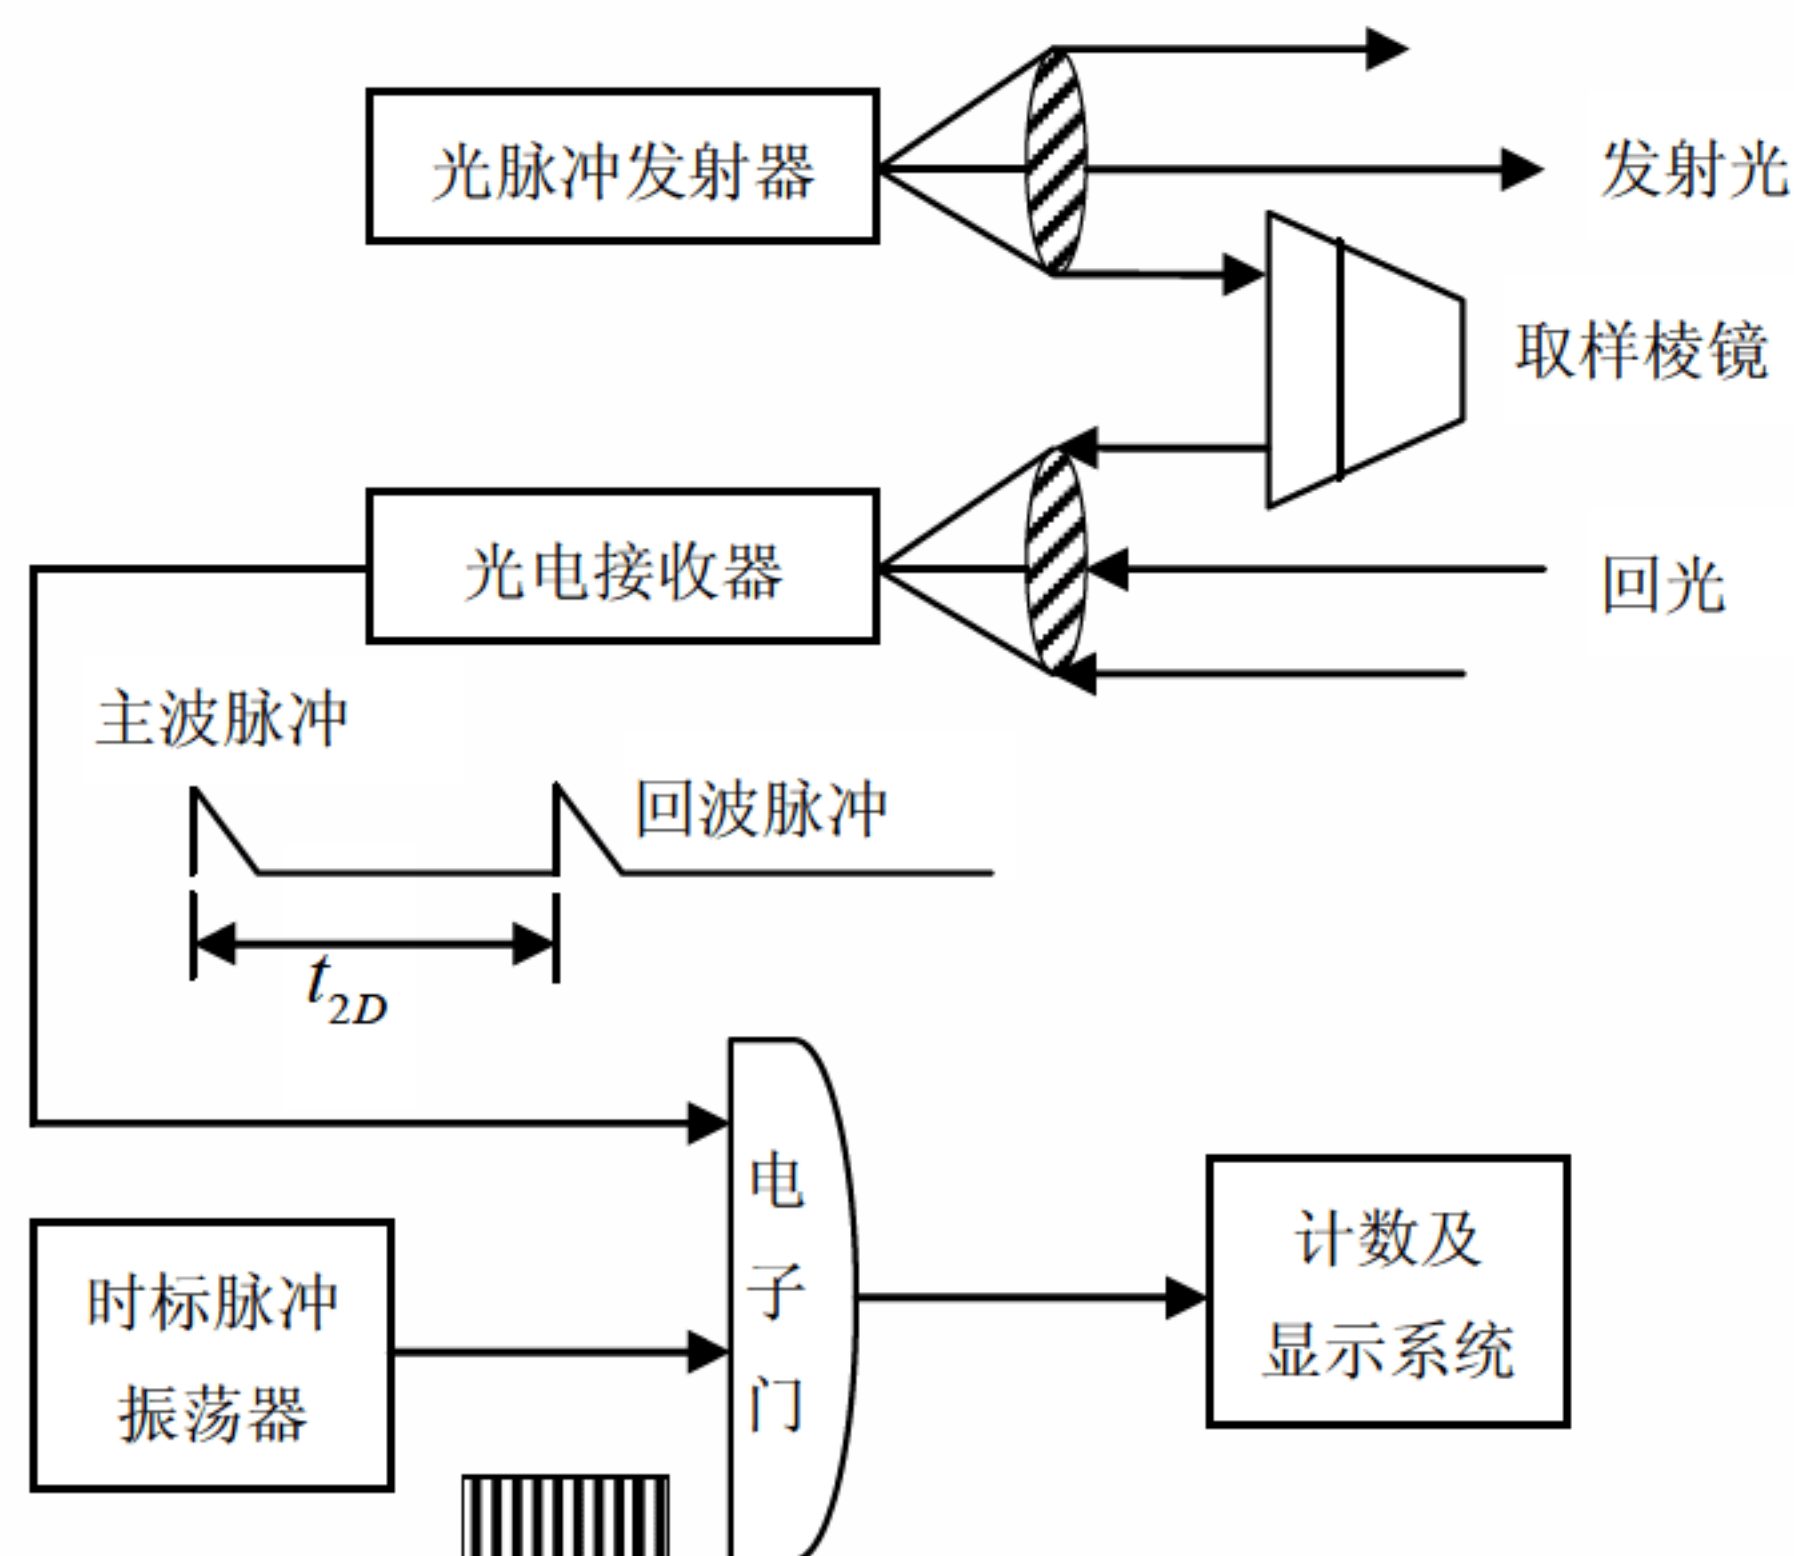 光脉冲发射器
发射光
取样棱镜
光电接收器
回光
主波脉冲
回波脉冲
t2D
电
子
门
计数及
显示系统
时标脉冲
振荡器